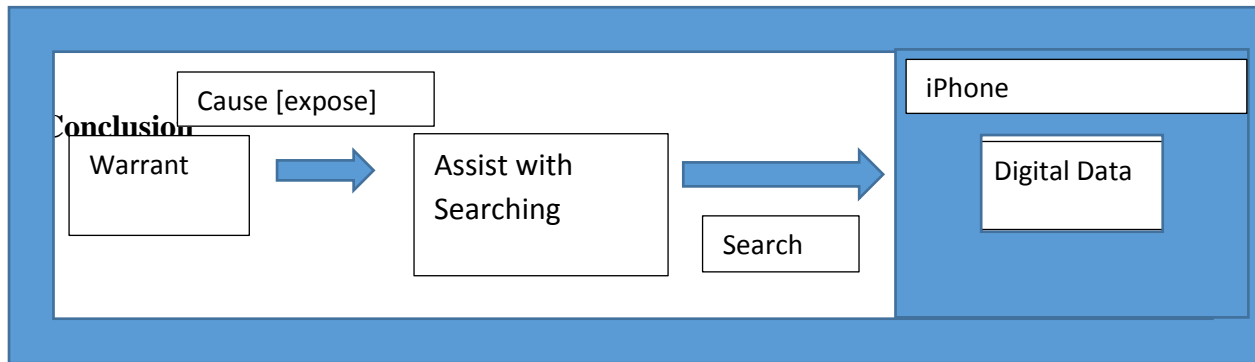 Cause [expose]
iPhone
Conclusion
Warrant
Assist with
Searching
Digital Data
Search